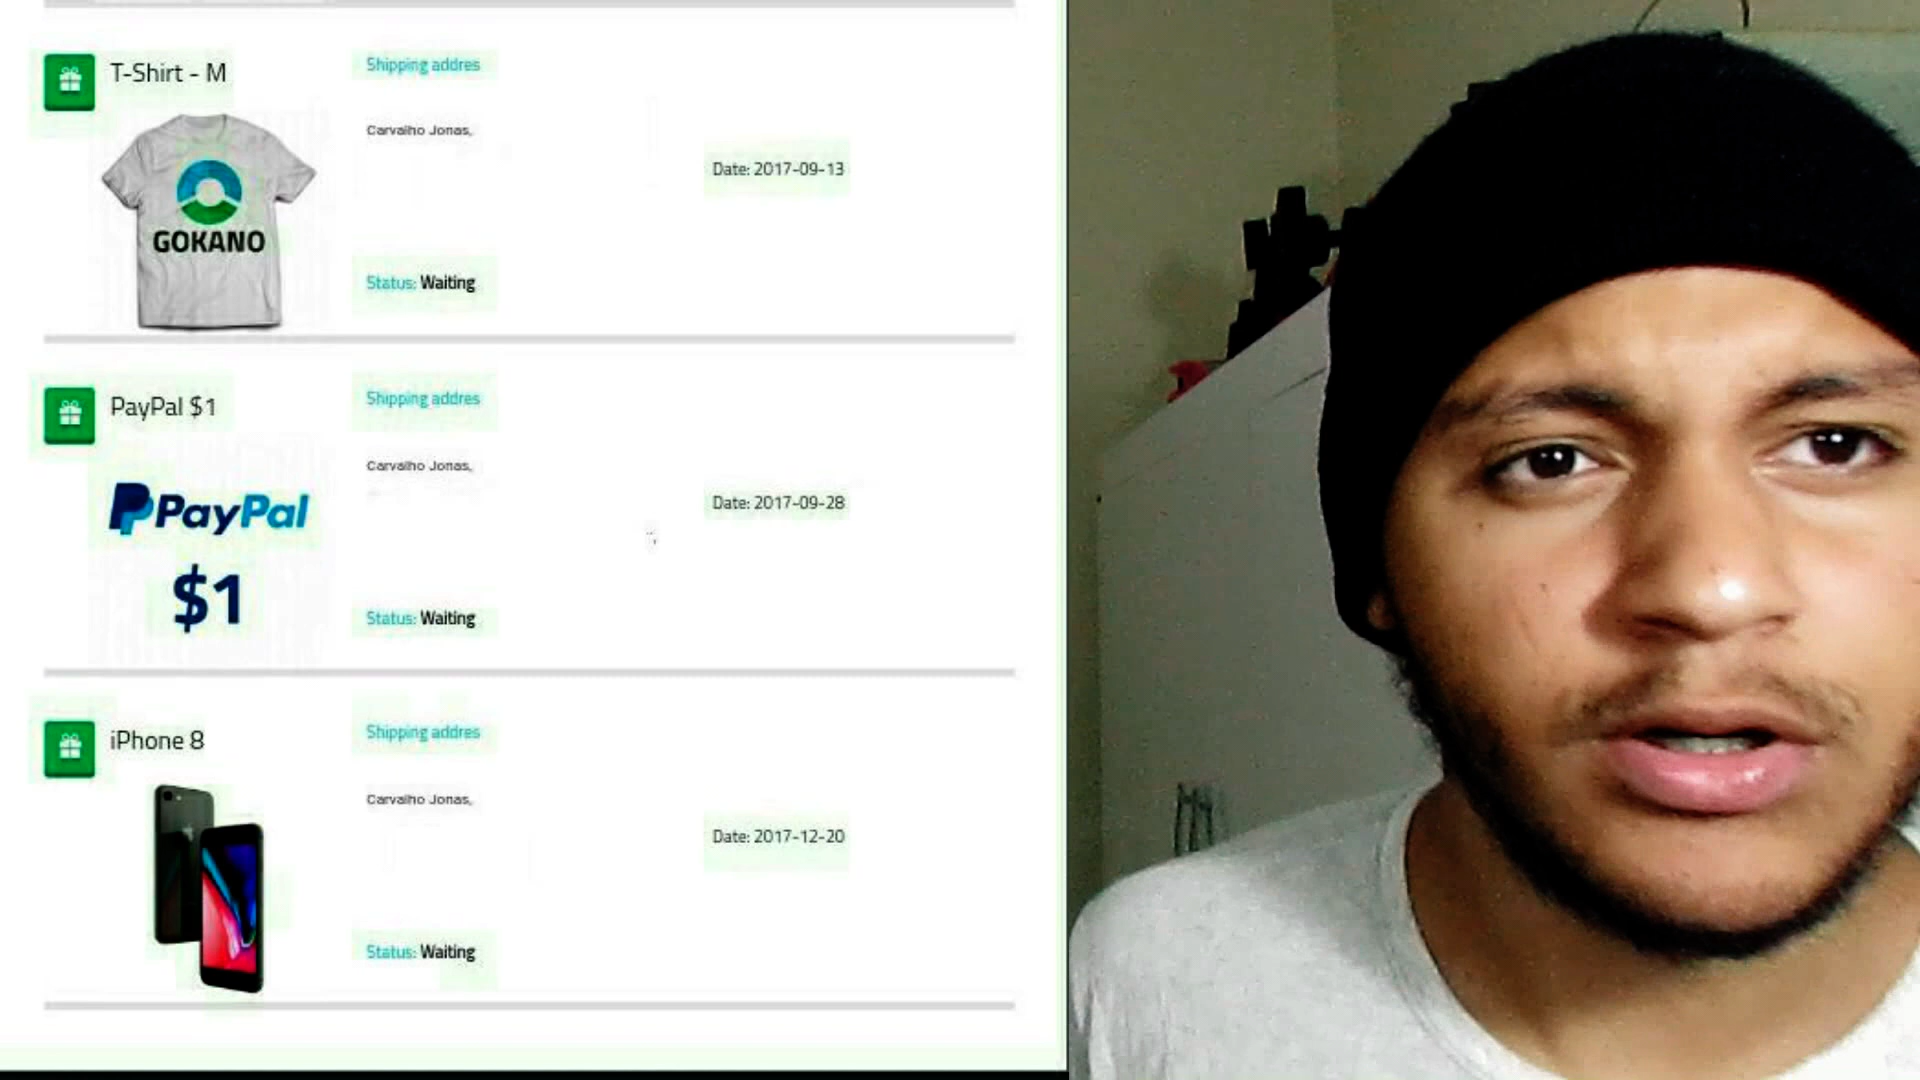 T-Shirt - M
Shipping addres
Carvalho Jonas,
Date: 2017-09-13
GOKANO
Status: Waiting
PayPal $1
Shipping addres
Carvalho Jonas,
Date: 2017-09-28
PayPal
$1
Status: Waiting
iPhone 8
Shipping addres
Carvalho Jonas,
Date: 2017-12-20
Status: Waiting